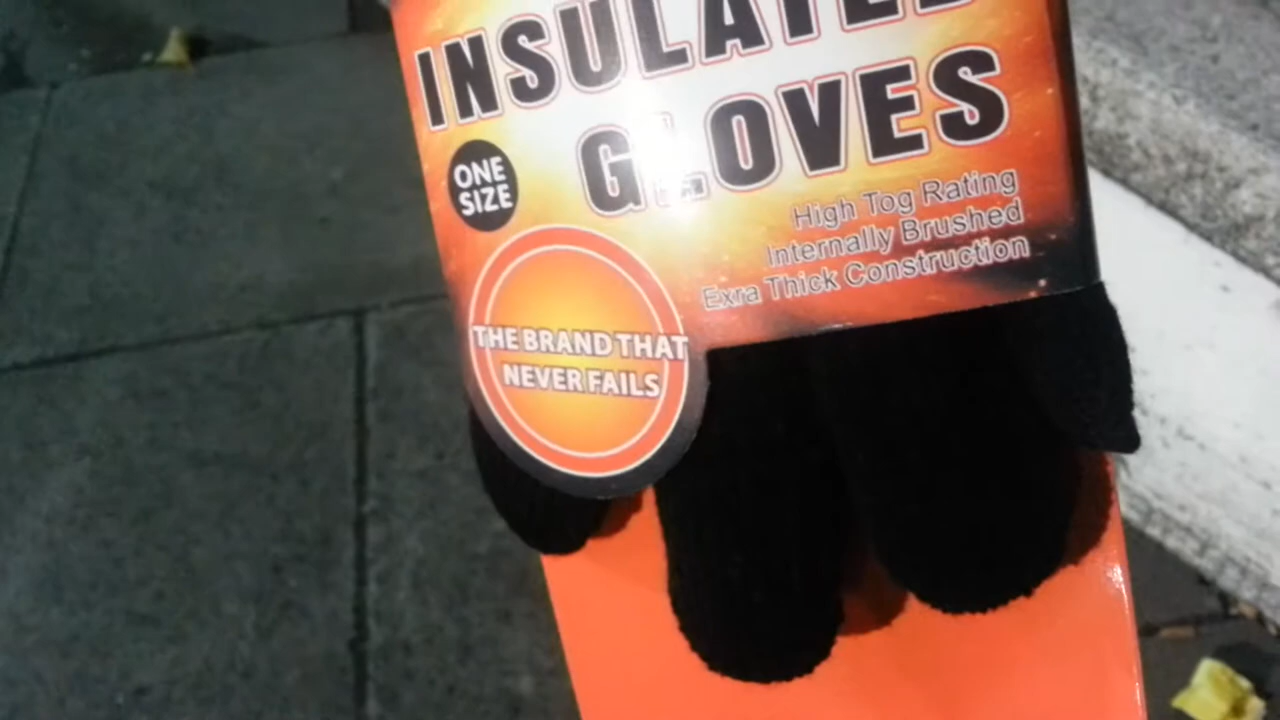 INSULATED
GLOVES
ONE
SIZE
High Tog Rating
Internally Brushed
Exra Thick Construction
THE BRAND THAT
NEVER FAILS